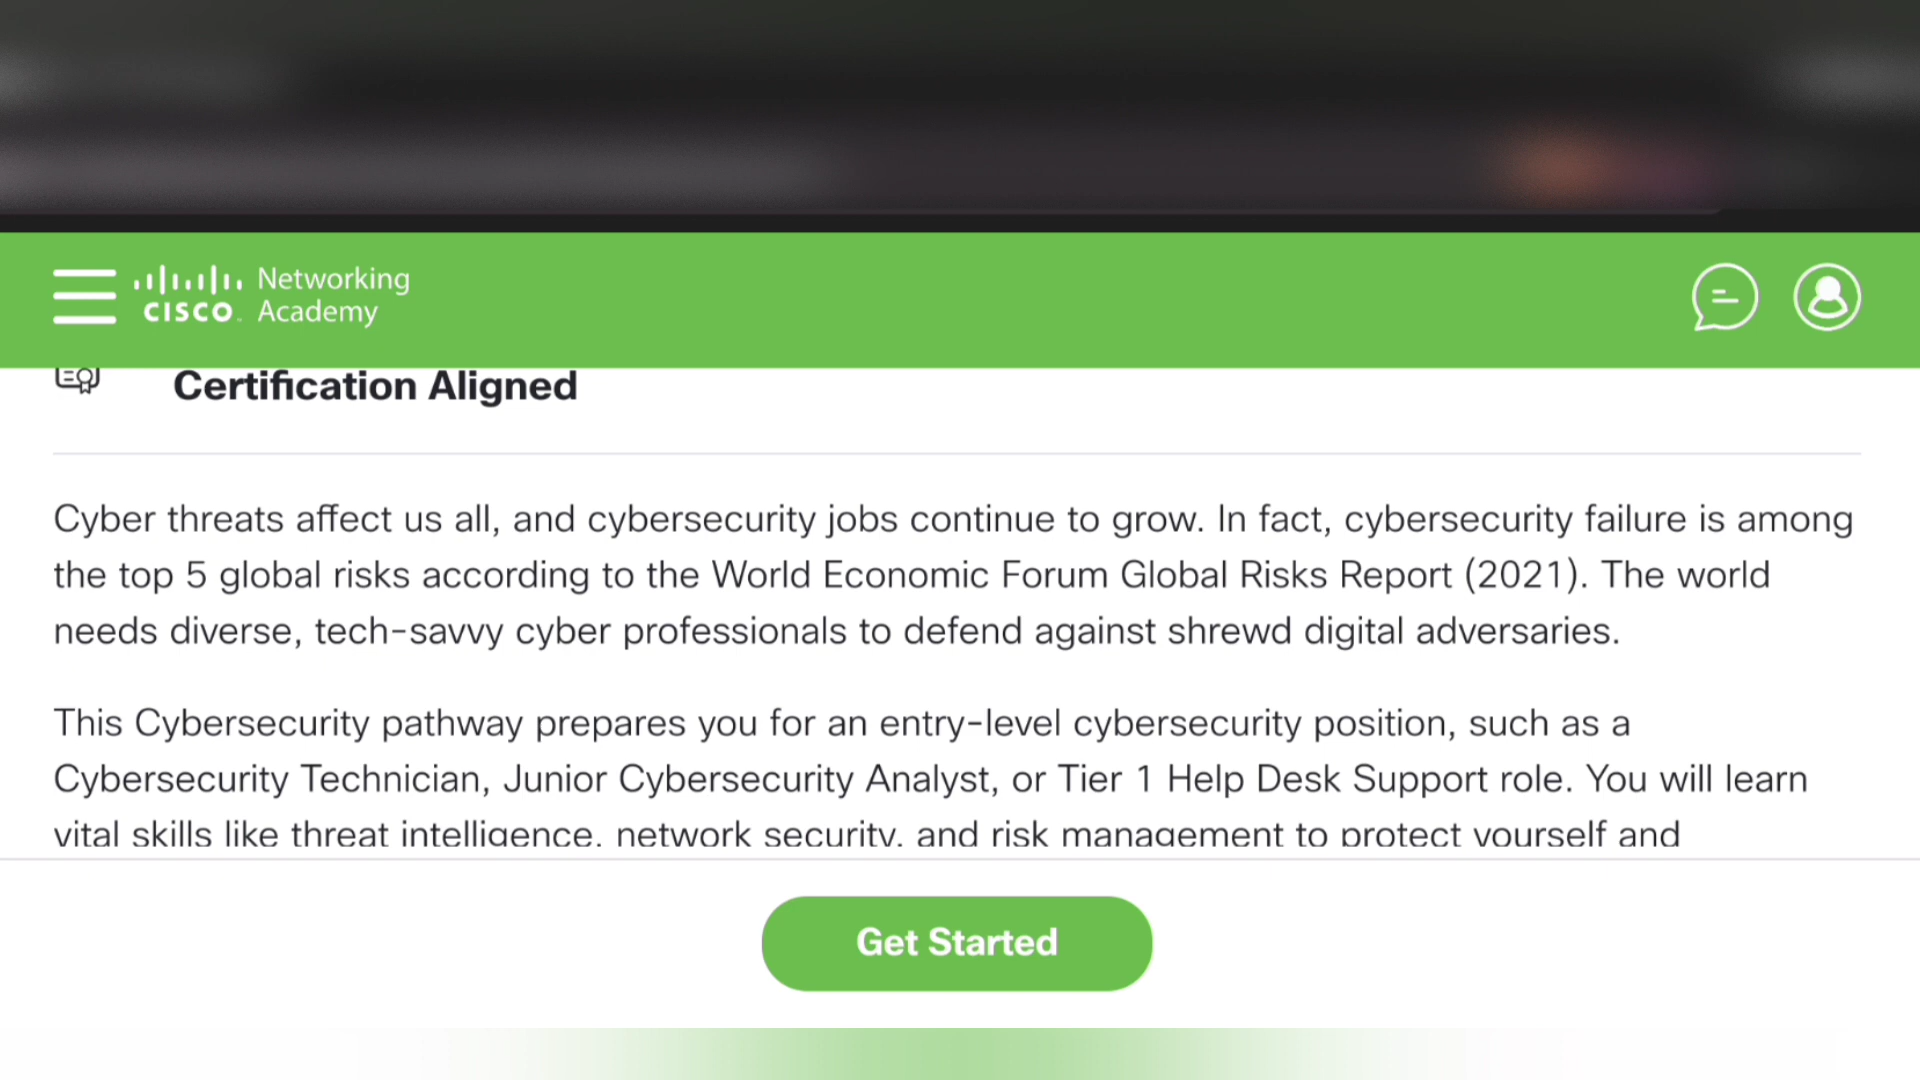 Networking
CISCO Academy
Certification Aligned
Cyber threats affect us all, and cybersecurity jobs continue to grow. In fact, cybersecurity failure is among
the top 5 global risks according to the World Economic Forum Global Risks Report (2021). The world
needs diverse, tech-savvy cyber professionals to defend against shrewd digital adversaries.
This Cybersecurity pathway prepares you for an entry-level cybersecurity position, such as a
Cybersecurity Technician, Junior Cybersecurity Analyst, or Tier 1 Help Desk Support role. You will learn
vital skills like threat intelligence, network security, and risk management to protect yourself and
Get Started